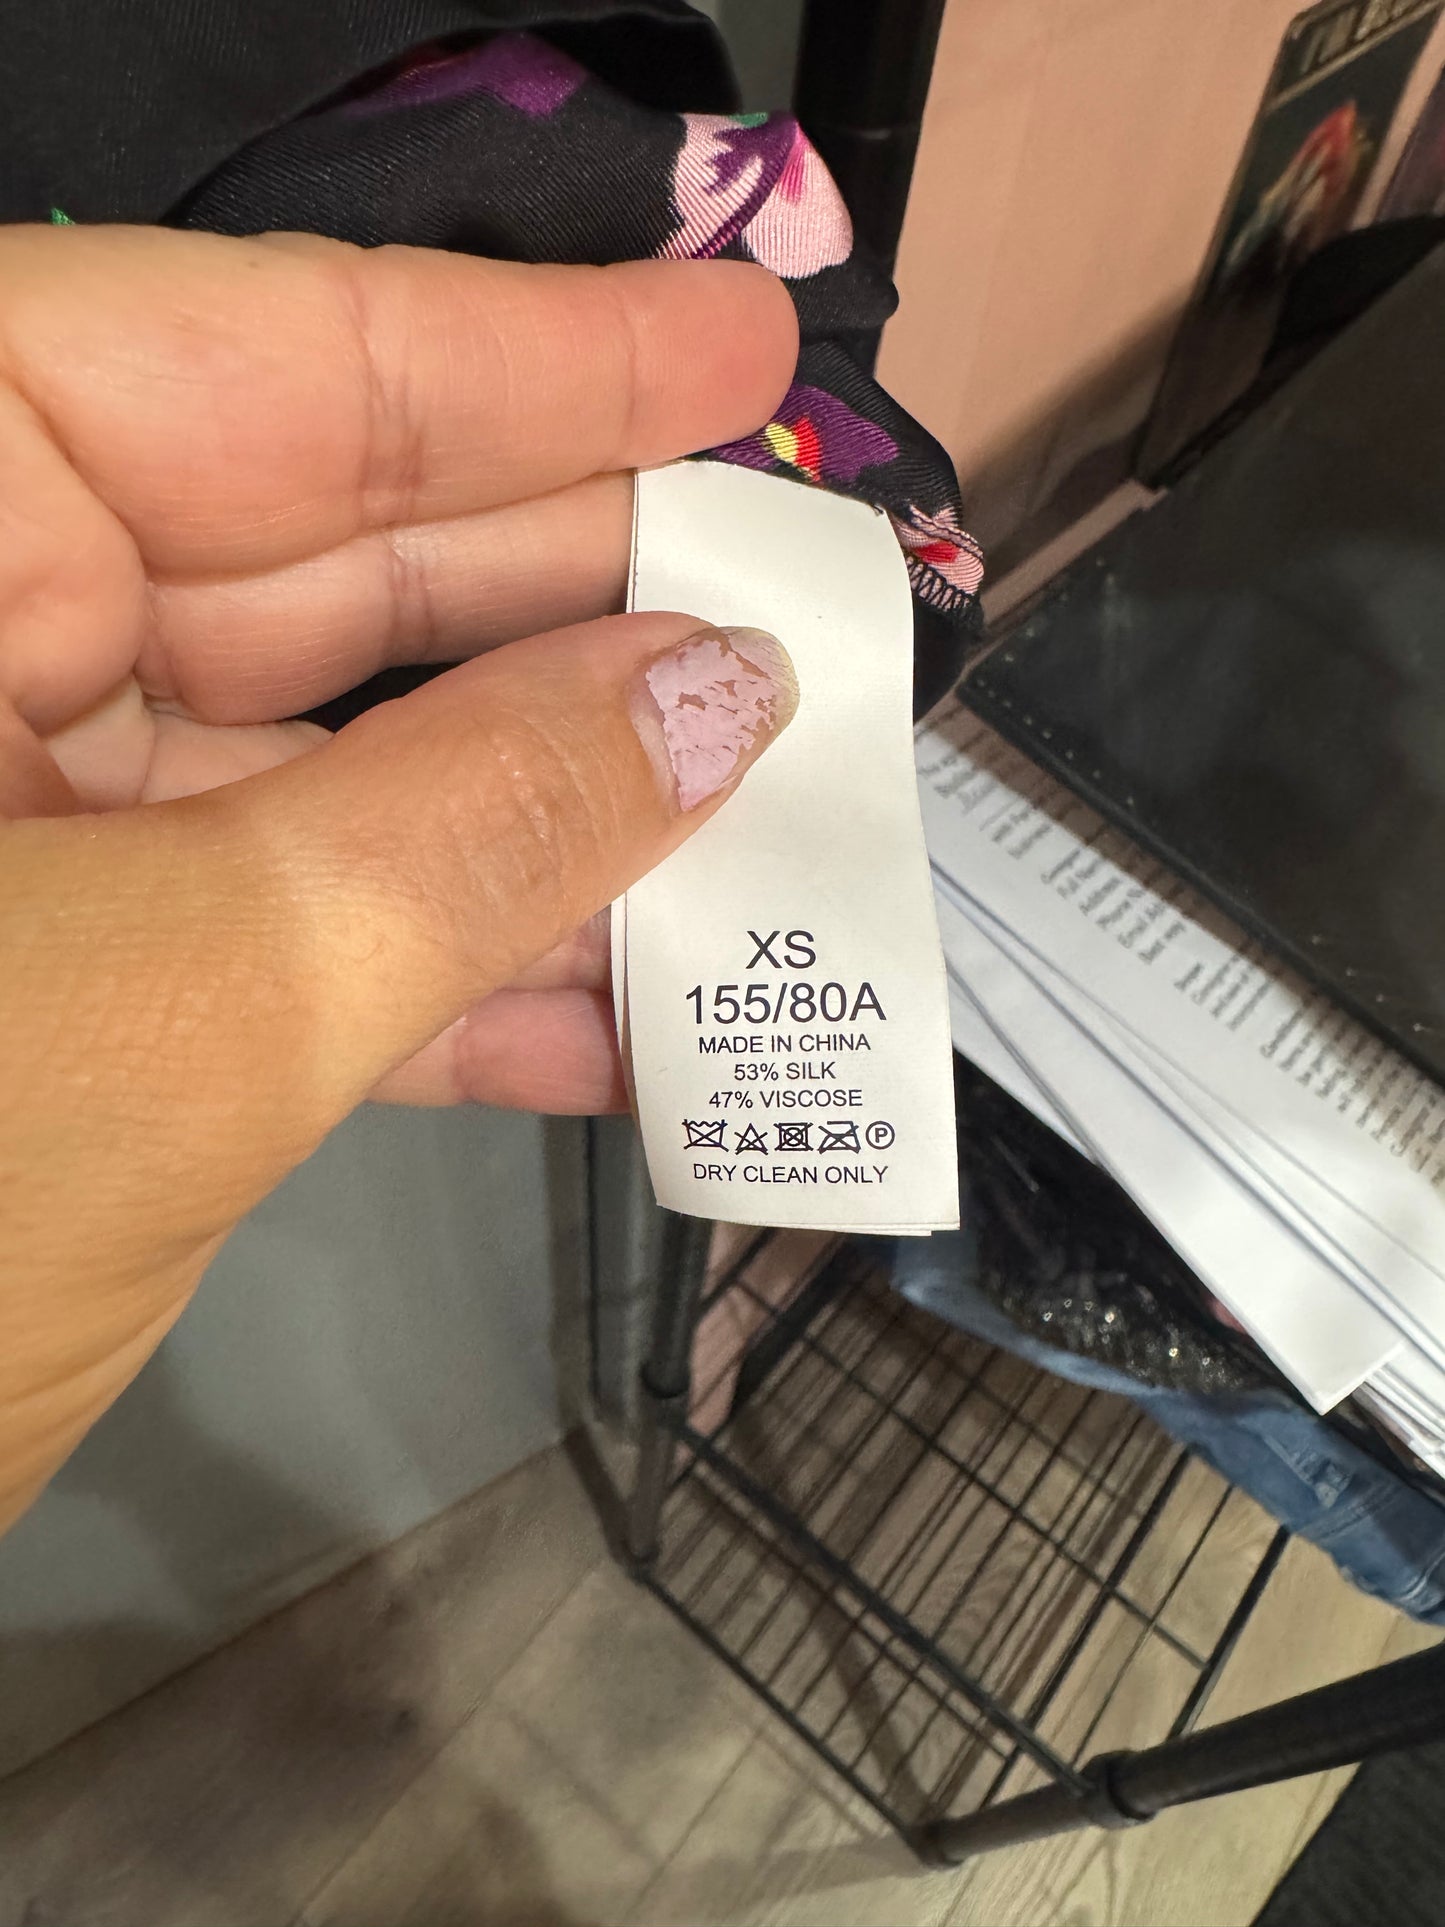 XS
155/80A
MADE IN CHINA
53% SILK
47% VISCOSE
P
DRY CLEAN ONLY